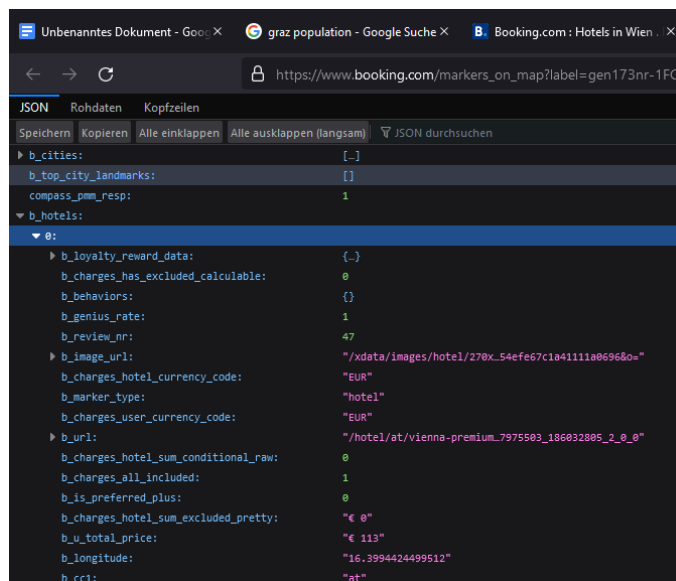 Unbenanntes Dokument - Goog
graz population - Google Suche
B. Booking.com : Hotels in Wien .
https://www.booking.com/markers_on_map?label=gen173nr-1FC
JSON Rohdaten Kopfzeilen
Speichern Kopieren Alle einklappen Alle ausklappen (langsam) JSON durchsuchen
b_cities: […]
b_top_city_landmarks: []
compass_pmm_resp: 1
b_hotels:
0:
b_loyalty_reward_data: {…}
b_charges_has_excluded_calculable: 0
b_behaviors: {}
b_genius_rate: 1
b_review_nr: 47
b_image_url: "/xdata/images/hotel/270x…54efe67c1a41111a0696&o="
b_charges_hotel_currency_code: "EUR"
b_marker_type: "hotel"
b_charges_user_currency_code: "EUR"
b_url: "/hotel/at/vienna-premium…7975503_186032805_2_0_0"
b_charges_hotel_sum_conditional_raw: 0
b_charges_all_included: 1
b_is_preferred_plus: 0
b_charges_hotel_sum_excluded_pretty: "€ 0"
b_u_total_price: "€ 113"
b_longitude: "16.3994424499512"
b_cc1: "at"